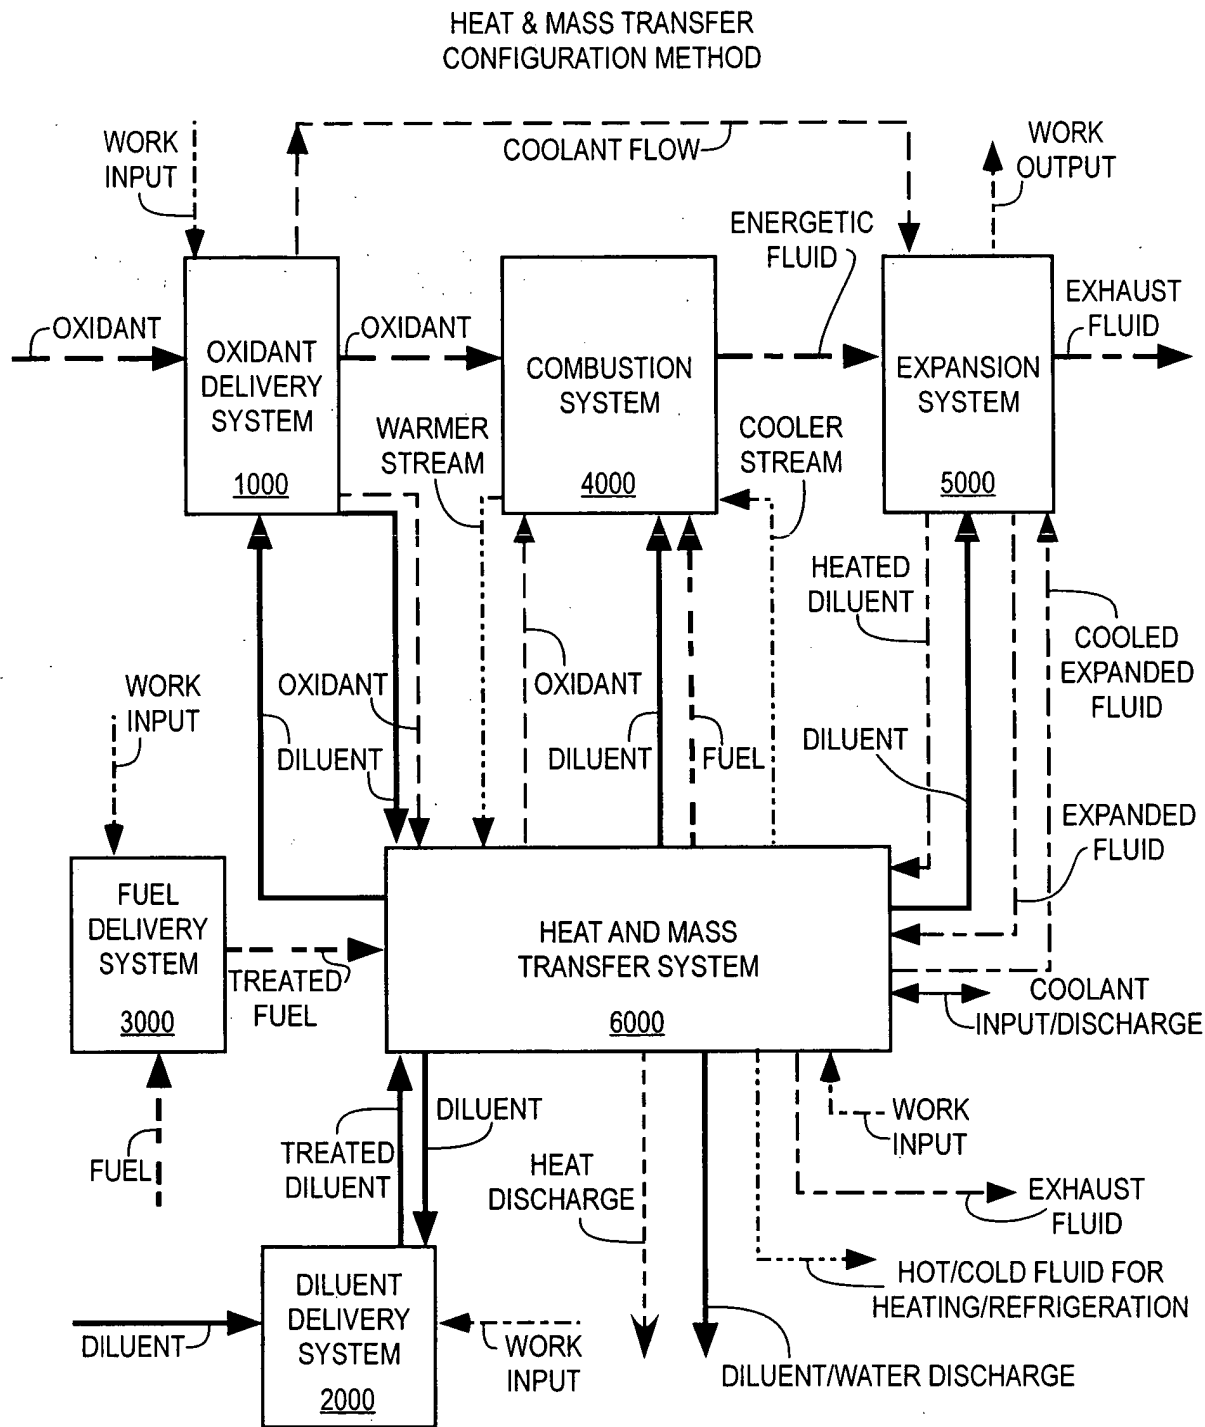 HEAT & MASS TRANSFER
CONFIGURATION METHOD
WORK
INPUT
COOLANT FLOW
WORK
OUTPUT
ENERGETIC
FLUID
OXIDANT
OXIDANT
EXHAUST
FLUID
OXIDANT
DELIVERY
SYSTEM
1000
COMBUSTION
SYSTEM
4000
EXPANSION
SYSTEM
5000
WARMER
STREAM
COOLER
STREAM
HEATED
DILUENT
COOLED
EXPANDED
FLUID
WORK
INPUT
OXIDANT
DILUENT
OXIDANT
DILUENT
FUEL
DILUENT
EXPANDED
FLUID
FUEL
DELIVERY
SYSTEM
3000
TREATED
FUEL
HEAT AND MASS
TRANSFER SYSTEM
6000
COOLANT
INPUT/DISCHARGE
FUEL
TREATED
DILUENT
DILUENT
HEAT
DISCHARGE
WORK
INPUT
EXHAUST
FLUID
HOT/COLD FLUID FOR
HEATING/REFRIGERATION
DILUENT
DILUENT
DELIVERY
SYSTEM
2000
WORK
INPUT
DILUENT/WATER DISCHARGE